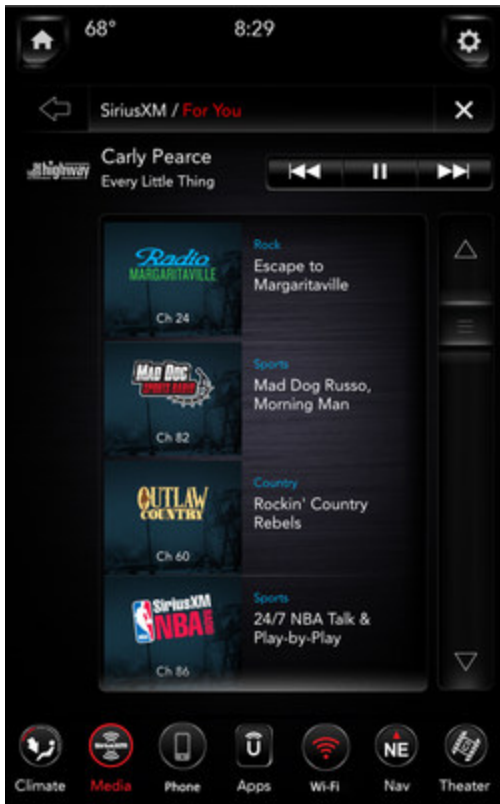 68° 8:29
SiriusXM / For You
the highway
Carly Pearce
Every Little Thing
Radio
MARGARITAVILLE
Ch 24
Rock
Escape to
Margaritaville
MAD DOG
SPORTS RADIO
Ch 82
Sports
Mad Dog Russo,
Morning Man
OUTLAW
COUNTRY
Ch 60
Country
Rockin' Country
Rebels
SiriusXM
NBA
Ch 86
Sports
24/7 NBA Talk &
Play-by-Play
SiriusXM
U
NE
Climate Media Phone Apps Wi-Fi Nav Theater